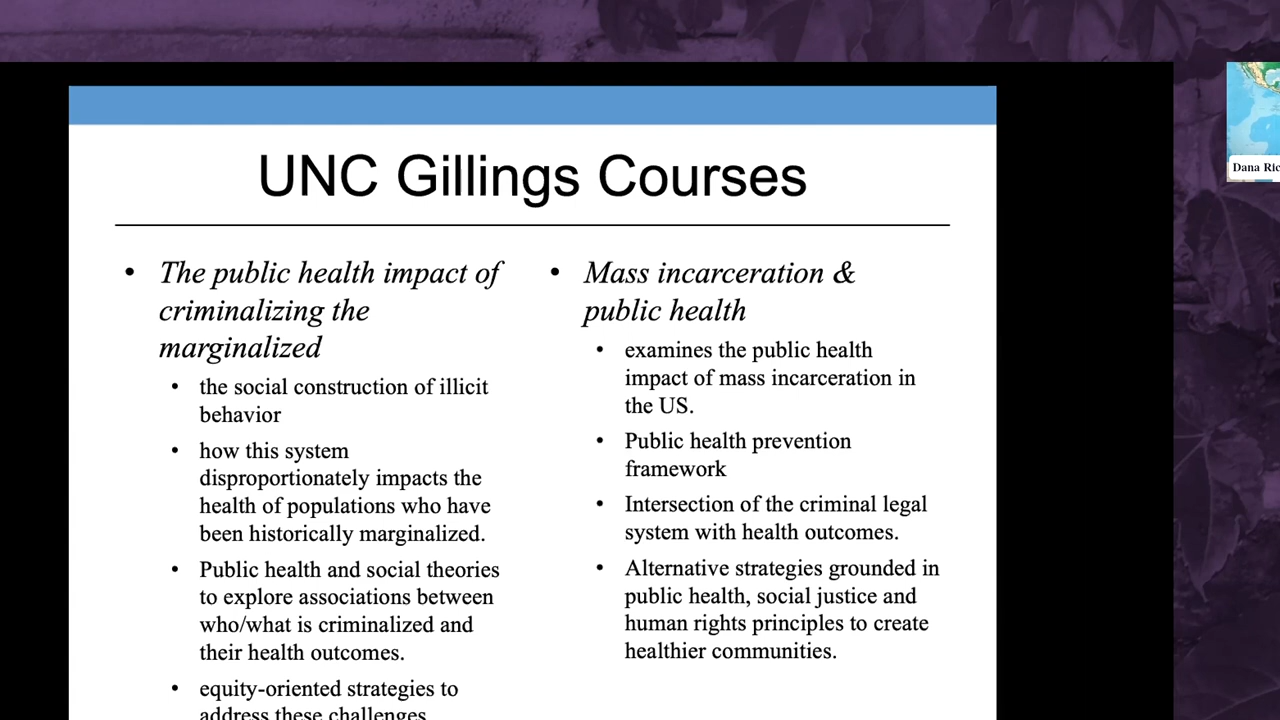 UNC Gillings Courses
• The public health impact of
criminalizing the
marginalized
• the social construction of illicit
behavior
• how this system
disproportionately impacts the
health of populations who have
been historically marginalized.
• Public health and social theories
to explore associations between
who/what is criminalized and
their health outcomes.
• equity-oriented strategies to
address these challenges
• Mass incarceration &
public health
• examines the public health
impact of mass incarceration in
the US.
• Public health prevention
framework
• Intersection of the criminal legal
system with health outcomes.
• Alternative strategies grounded in
public health, social justice and
human rights principles to create
healthier communities.
Dana Ric